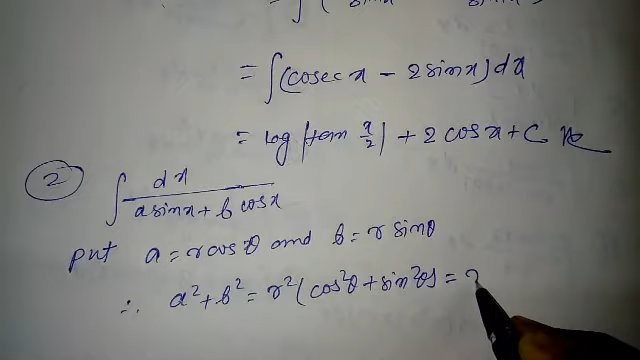 = ∫(cosec x - 2 sin x) dx
= log |tan x/2| + 2 cos x + C
2 ∫ dx / a sin x + b cos x
put a = r cos θ and b = r sin θ
∴ a² + b² = r² (cos²θ + sin²θ) =